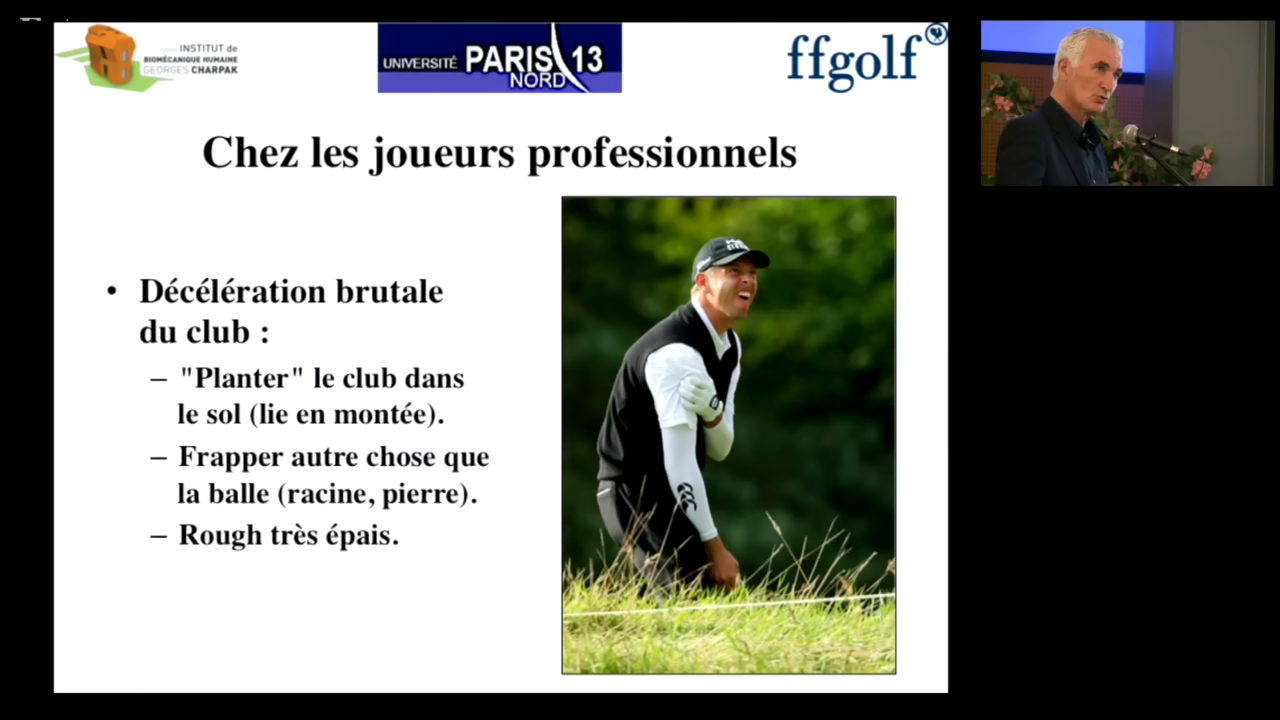 INSTITUT de
BIOMÉCANIQUE HUMAINE
GEORGES CHARPAK
UNIVERSITÉ PARIS 13
NORD
ffgolf
Chez les joueurs professionnels
• Décélération brutale
du club :
– "Planter" le club dans
le sol (lie en montée).
– Frapper autre chose que
la balle (racine, pierre).
– Rough très épais.